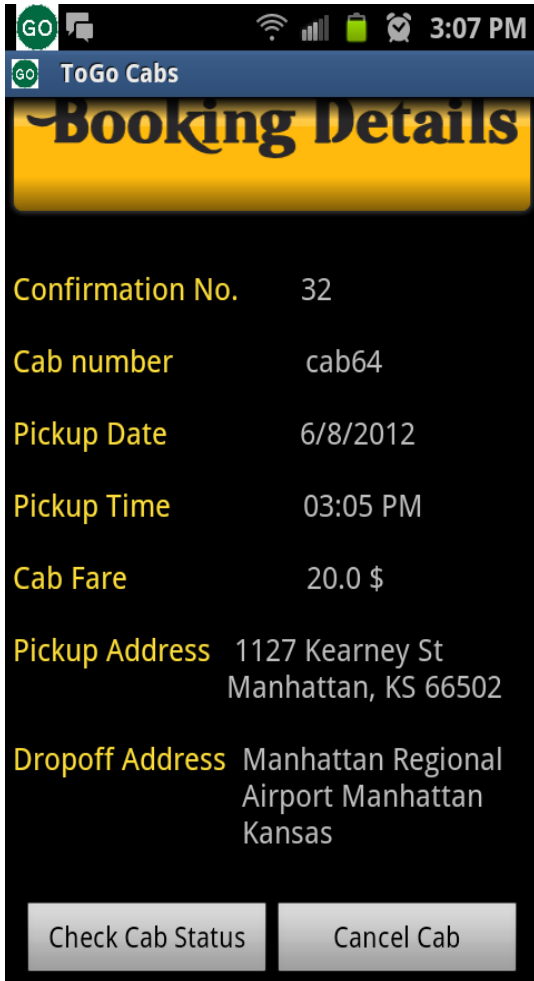 GO 3:07 PM
GO ToGo Cabs
Booking Details
Confirmation No. 32
Cab number cab64
Pickup Date 6/8/2012
Pickup Time 03:05 PM
Cab Fare 20.0 $
Pickup Address 1127 Kearney St
Manhattan, KS 66502
Dropoff Address Manhattan Regional
Airport Manhattan
Kansas
Check Cab Status Cancel Cab